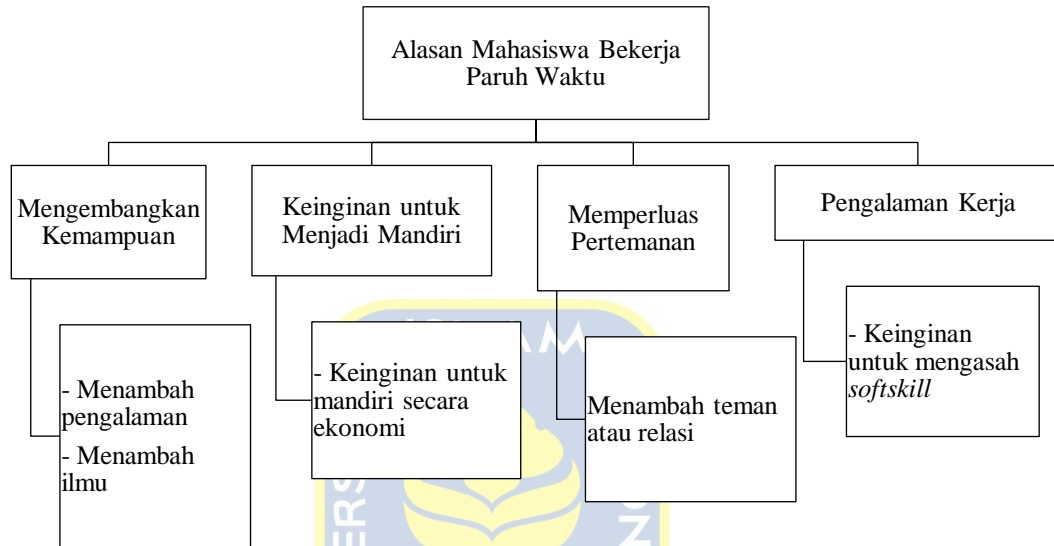 Alasan Mahasiswa Bekerja
Paruh Waktu
Mengembangkan
Kemampuan
Keinginan untuk
Menjadi Mandiri
Memperluas
Pertemanan
Pengalaman Kerja
- Menambah
pengalaman
- Menambah
ilmu
- Keinginan untuk
mandiri secara
ekonomi
Menambah teman
atau relasi
- Keinginan
untuk mengasah
softskill